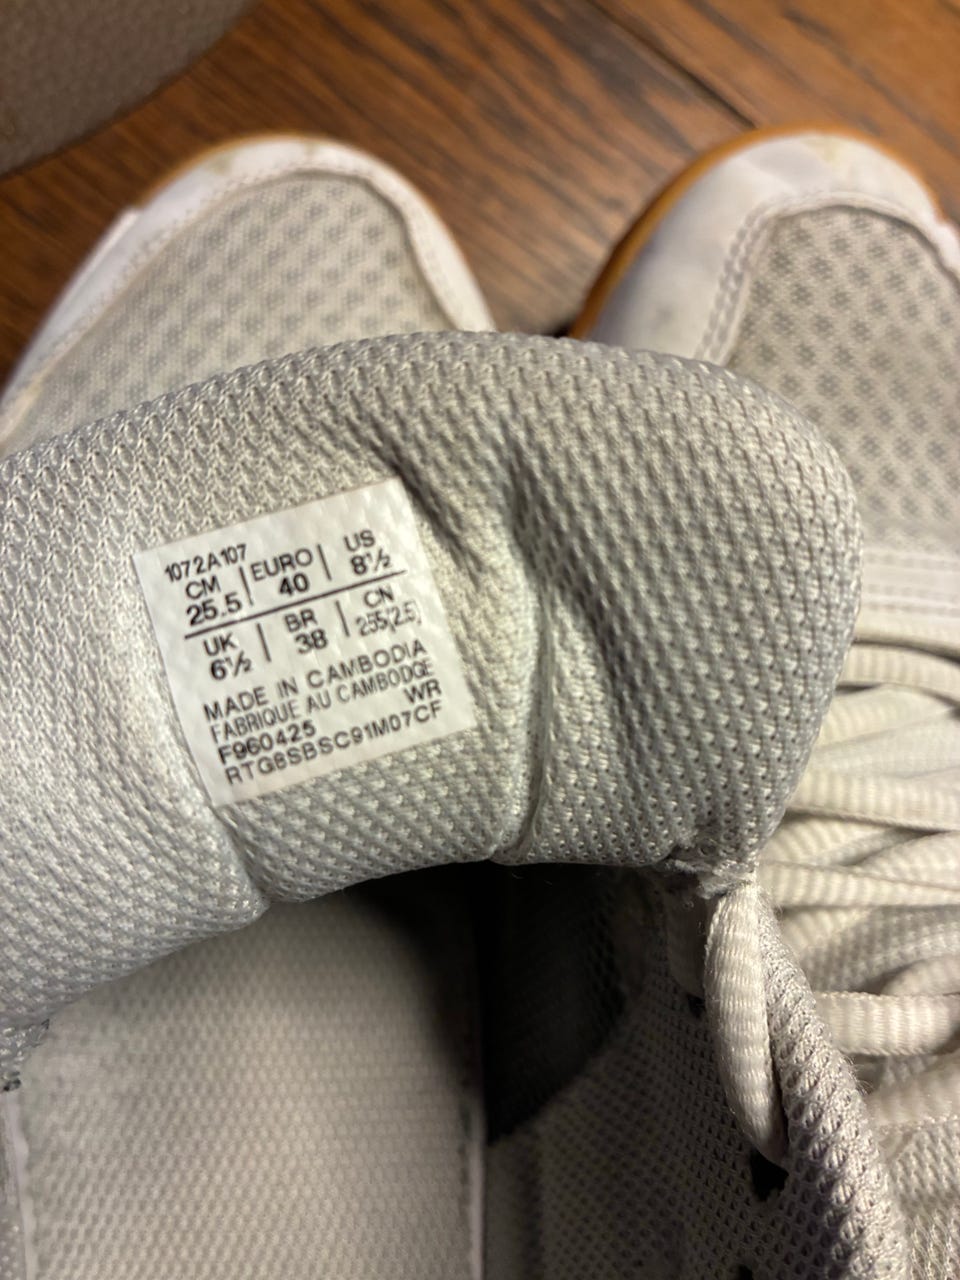 1072A107
CM | EURO | US
25.5 | 40 | 8½
UK | BR | CN
6½ | 38 | 255(2.5)
MADE IN CAMBODIA
FABRIQUE AU CAMBODGE
F960425 WR
RTG8SBSC91M07CF